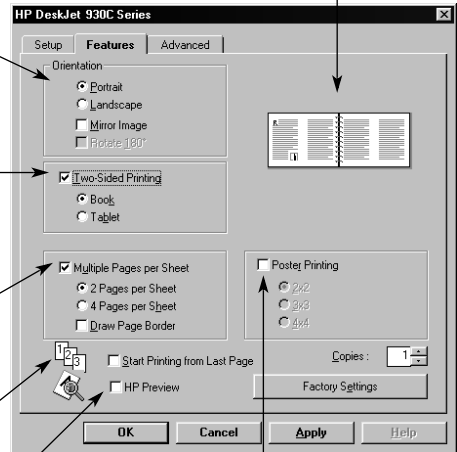 HP DeskJet 930C Series
Setup Features Advanced
Orientation
Portrait
Landscape
Mirror Image
Rotate 180°
Two-Sided Printing
Book
Tablet
Multiple Pages per Sheet
2 Pages per Sheet
4 Pages per Sheet
Draw Page Border
Poster Printing
2x2
3x3
4x4
1 2 3
Start Printing from Last Page
HP Preview
Copies : 1
Factory Settings
OK Cancel Apply Help